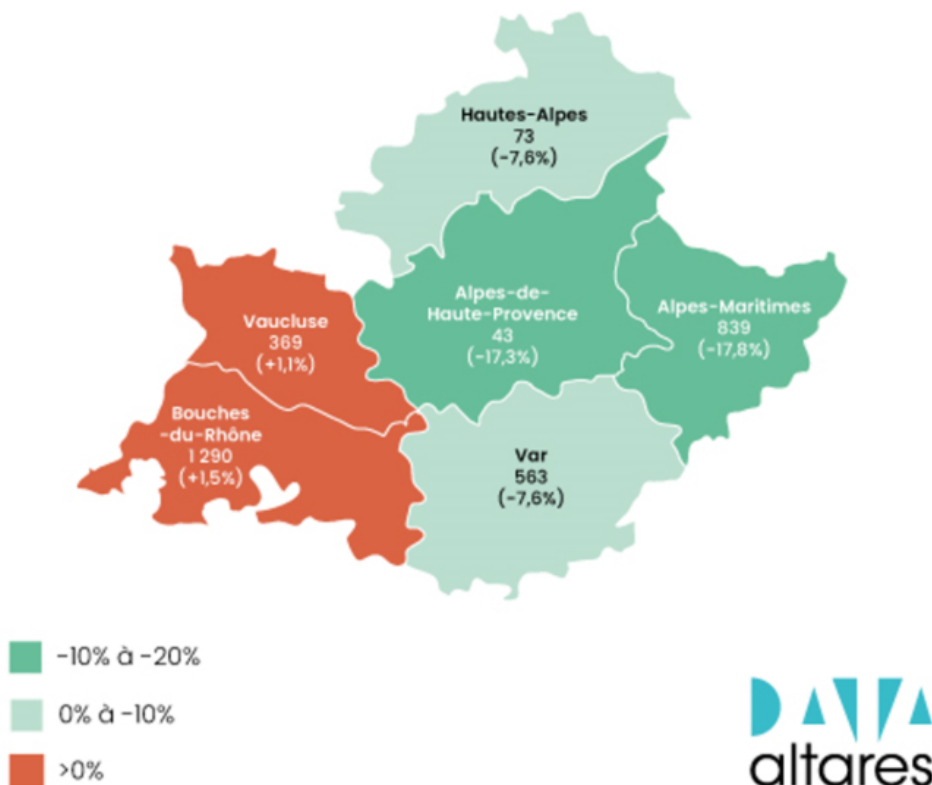 Hautes-Alpes
73
(-7,6%)
Alpes-de-
Haute-Provence
43
(-17,3%)
Alpes-Maritimes
839
(-17,8%)
Vaucluse
369
(+1,1%)
Bouches
-du-Rhône
1 290
(+1,5%)
Var
563
(-7,6%)
-10% à -20%
0% à -10%
>0%
DATA
altares